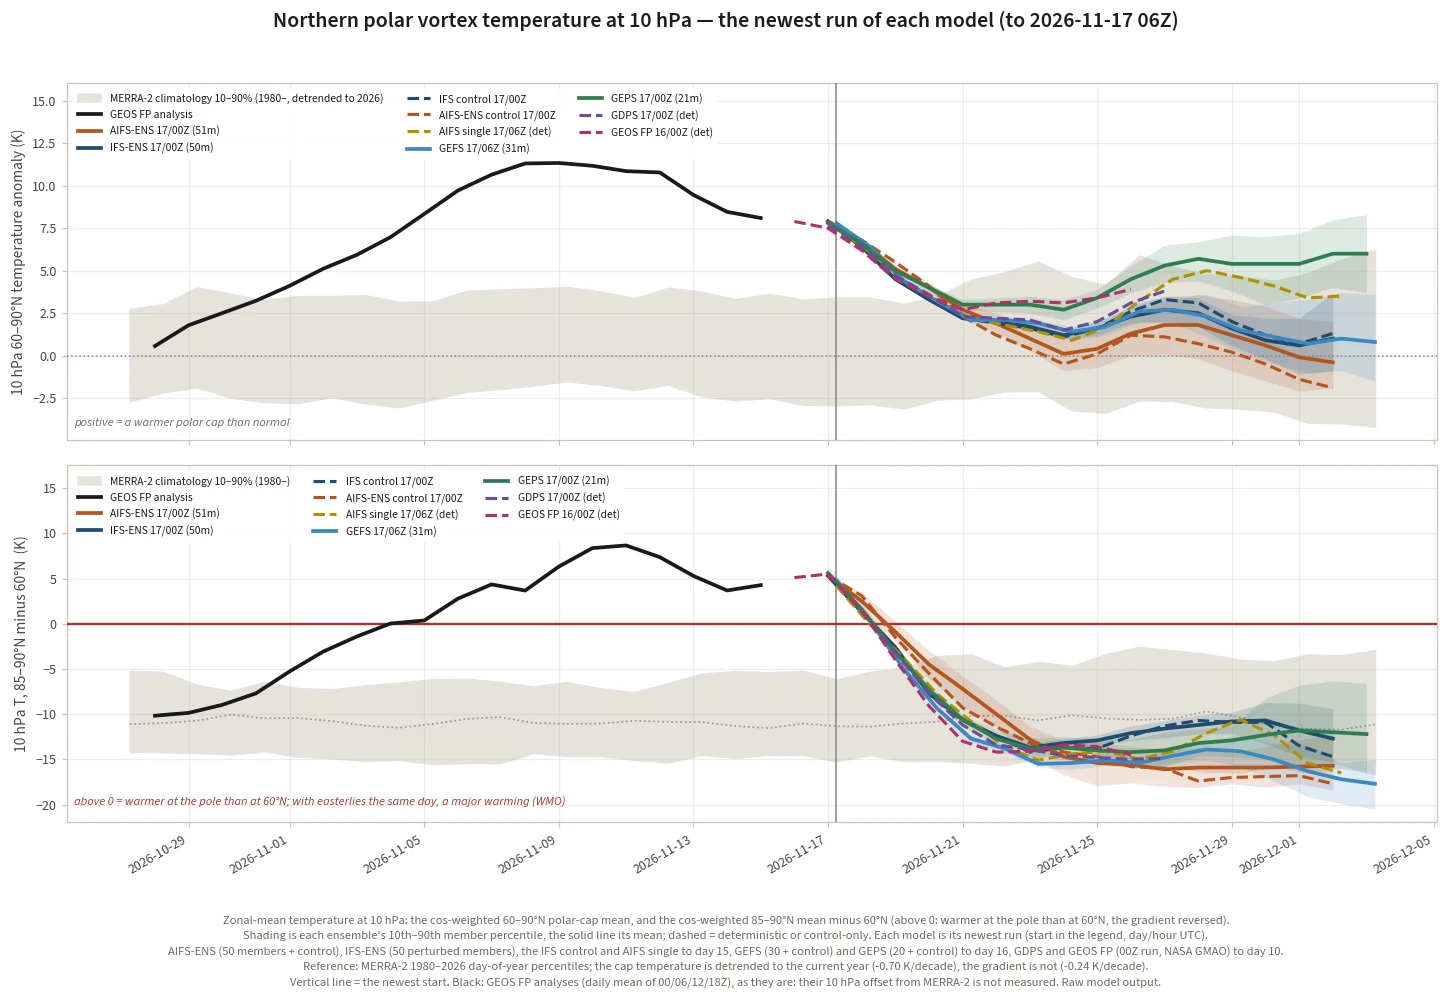 Northern polar vortex temperature at 10 hPa — the newest run of each model (to 2026-11-17 06Z)
10 hPa 60–90°N temperature anomaly (K)
15.0
12.5
10.0
7.5
5.0
2.5
0.0
−2.5
MERRA-2 climatology 10–90% (1980–, detrended to 2026)
GEOS FP analysis
AIFS-ENS 17/00Z (51m)
IFS-ENS 17/00Z (50m)
IFS control 17/00Z
AIFS-ENS control 17/00Z
AIFS single 17/06Z (det)
GEFS 17/06Z (31m)
GEPS 17/00Z (21m)
GDPS 17/00Z (det)
GEOS FP 16/00Z (det)
positive = a warmer polar cap than normal
10 hPa T, 85–90°N minus 60°N (K)
15
10
5
0
−5
−10
−15
−20
MERRA-2 climatology 10–90% (1980–)
GEOS FP analysis
AIFS-ENS 17/00Z (51m)
IFS-ENS 17/00Z (50m)
IFS control 17/00Z
AIFS-ENS control 17/00Z
AIFS single 17/06Z (det)
GEFS 17/06Z (31m)
GEPS 17/00Z (21m)
GDPS 17/00Z (det)
GEOS FP 16/00Z (det)
above 0 = warmer at the pole than at 60°N; with easterlies the same day, a major warming (WMO)
2026-10-29
2026-11-01
2026-11-05
2026-11-09
2026-11-13
2026-11-17
2026-11-21
2026-11-25
2026-11-29
2026-12-01
2026-12-05
Zonal-mean temperature at 10 hPa: the cos-weighted 60–90°N polar-cap mean, and the cos-weighted 85–90°N mean minus 60°N (above 0: warmer at the pole than at 60°N, the gradient reversed).
Shading is each ensemble's 10th–90th member percentile, the solid line its mean; dashed = deterministic or control-only. Each model is its newest run (start in the legend, day/hour UTC).
AIFS-ENS (50 members + control), IFS-ENS (50 perturbed members), the IFS control and AIFS single to day 15, GEFS (30 + control) and GEPS (20 + control) to day 16, GDPS and GEOS FP (00Z run, NASA GMAO) to day 10.
Reference: MERRA-2 1980–2026 day-of-year percentiles; the cap temperature is detrended to the current year (-0.70 K/decade), the gradient is not (-0.24 K/decade).
Vertical line = the newest start. Black: GEOS FP analyses (daily mean of 00/06/12/18Z), as they are: their 10 hPa offset from MERRA-2 is not measured. Raw model output.